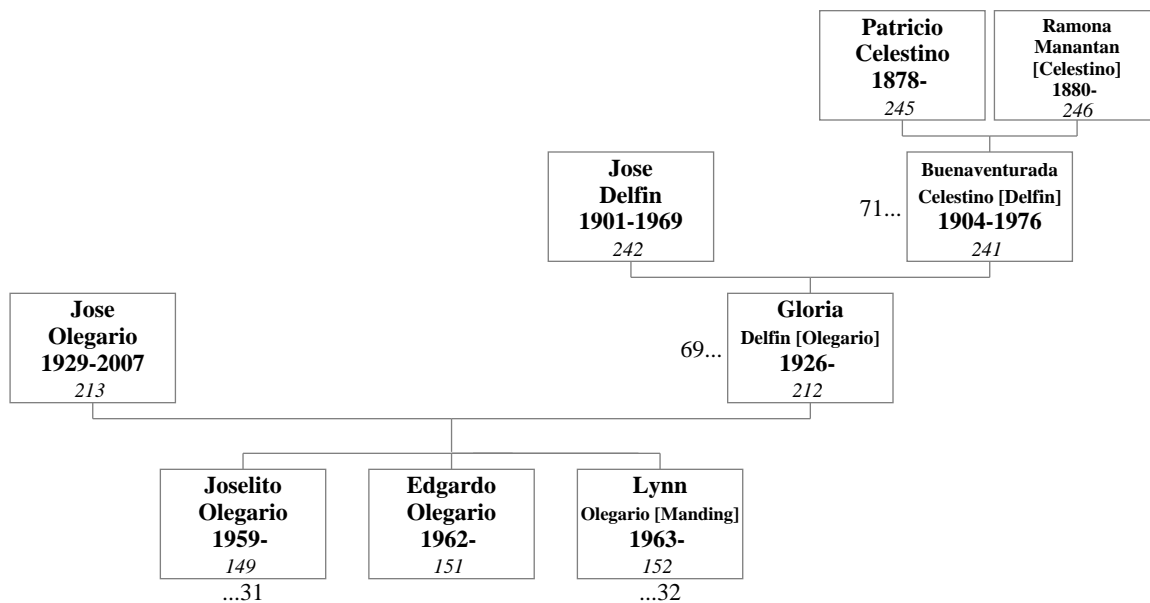 Patricio
Celestino
1878-
245
Ramona
Manantan
[Celestino]
1880-
246
Jose
Delfin
1901-1969
242
71...
Buenaventurada
Celestino [Delfin]
1904-1976
241
Jose
Olegario
1929-2007
213
69...
Gloria
Delfin [Olegario]
1926-
212
Joselito
Olegario
1959-
149
...31
Edgardo
Olegario
1962-
151
Lynn
Olegario [Manding]
1963-
152
...32